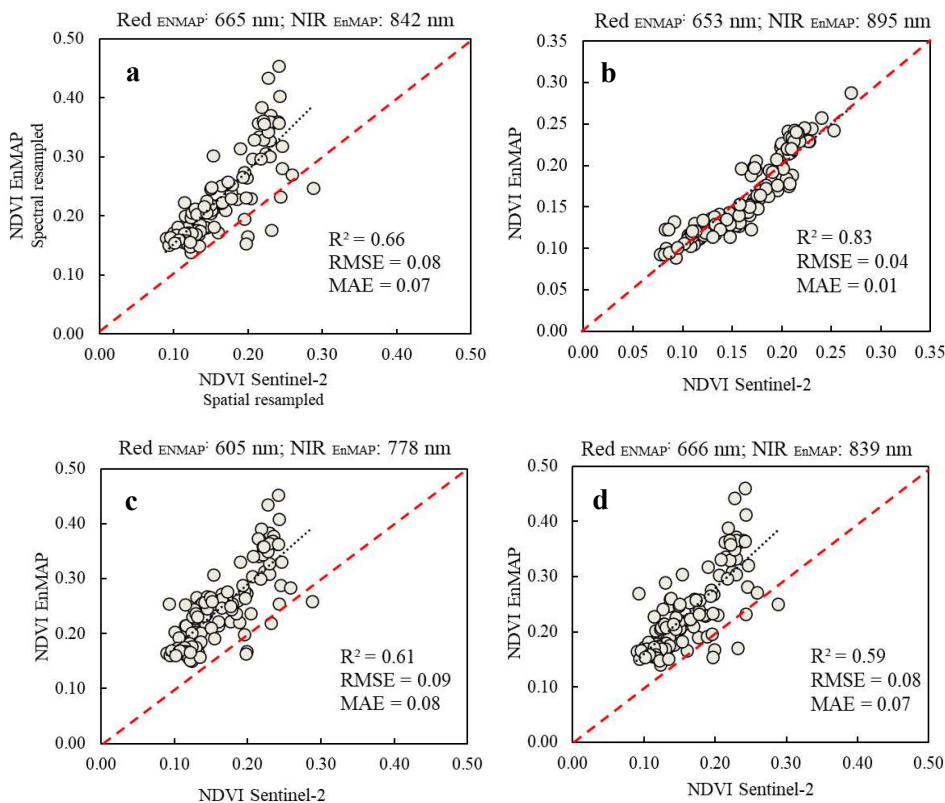 Red ENMAP: 665 nm; NIR EnMAP: 842 nm
a
0.50
0.40
0.30
0.20
0.10
0.00
NDVI EnMAP
Spectral resampled
R² = 0.66
RMSE = 0.08
MAE = 0.07
0.00 0.10 0.20 0.30 0.40 0.50
NDVI Sentinel-2
Spatial resampled
Red ENMAP: 653 nm; NIR EnMAP: 895 nm
b
0.35
0.30
0.25
0.20
0.15
0.10
0.05
0.00
NDVI EnMAP
R² = 0.83
RMSE = 0.04
MAE = 0.01
0.00 0.05 0.10 0.15 0.20 0.25 0.30 0.35
NDVI Sentinel-2
Red ENMAP: 605 nm; NIR EnMAP: 778 nm
c
0.50
0.40
0.30
0.20
0.10
0.00
NDVI EnMAP
R² = 0.61
RMSE = 0.09
MAE = 0.08
0.00 0.10 0.20 0.30 0.40 0.50
NDVI Sentinel-2
Red ENMAP: 666 nm; NIR EnMAP: 839 nm
d
0.50
0.40
0.30
0.20
0.10
0.00
NDVI EnMAP
R² = 0.59
RMSE = 0.08
MAE = 0.07
0.00 0.10 0.20 0.30 0.40 0.50
NDVI Sentinel-2